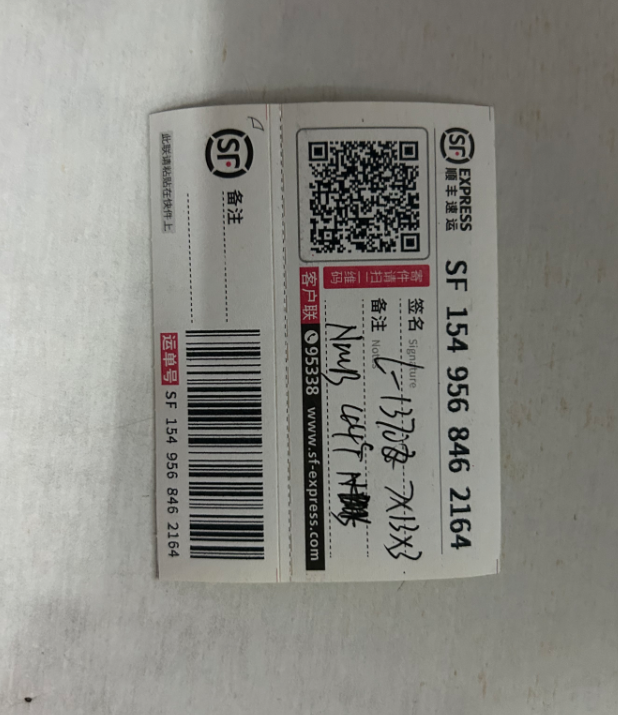 SF EXPRESS
顺丰速运
SF 154 956 846 2164
寄件请扫二维码
签名 Signature
备注 Notes
客户联
95338 www.sf-express.com
SF
备注
运单号 SF 154 956 846 2164
此联请粘贴在快件上